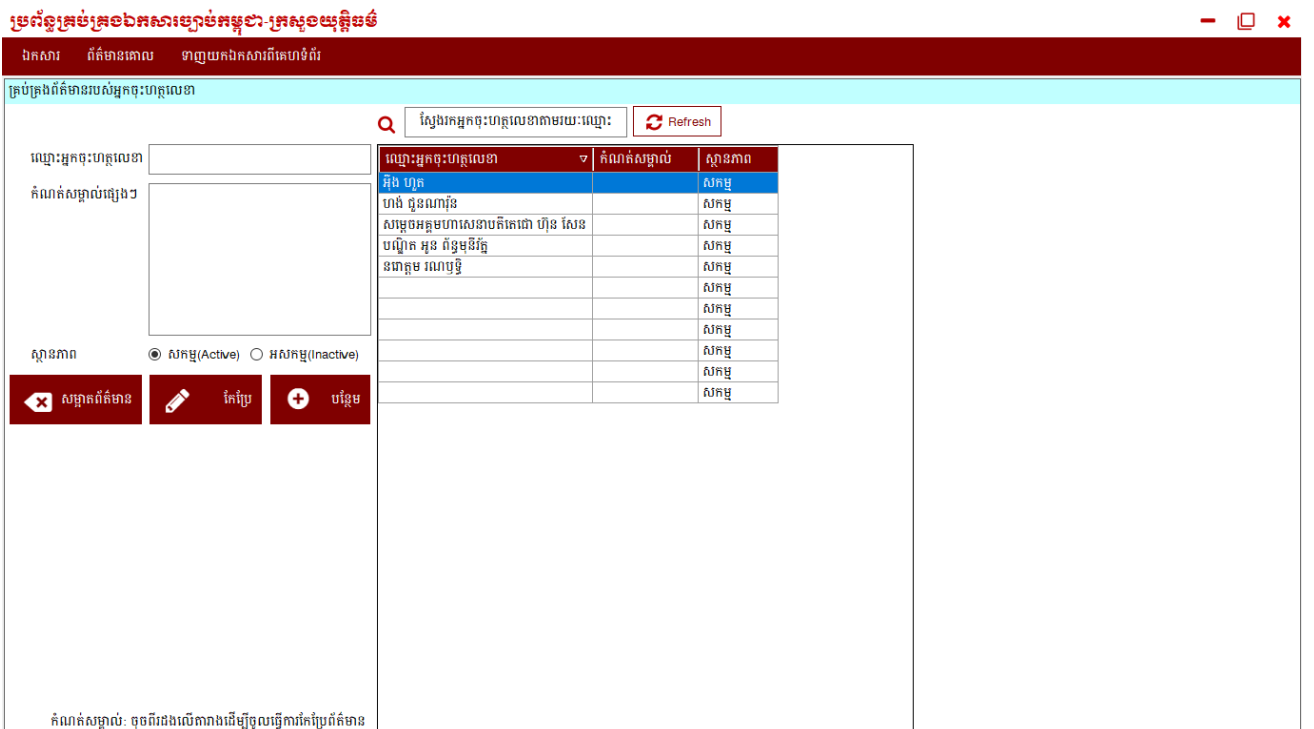 ប្រព័ន្ធគ្រប់គ្រងឯកសារច្បាប់កម្ពុជា-ក្រសួងយុត្តិធម៌
ឯកសារ ព័ត៌មានគោល ទាញយកឯកសារពីគេហទំព័រ
គ្រប់គ្រងព័ត៌មានរបស់អ្នកចុះហត្ថលេខា
ស្វែងរកអ្នកចុះហត្ថលេខាតាមរយៈឈ្មោះ Refresh
ឈ្មោះអ្នកចុះហត្ថលេខា
កំណត់សម្គាល់ផ្សេងៗ
ស្ថានភាព សកម្ម(Active) អសកម្ម(Inactive)
សម្អាតព័ត៌មាន កែប្រែ បន្ថែម
ឈ្មោះអ្នកចុះហត្ថលេខា កំណត់សម្គាល់ ស្ថានភាព
អ៊ឹង ហួត សកម្ម
ហង់ ជួនណារ៉ុន សកម្ម
សម្តេចអគ្គមហាសេនាបតីតេជោ ហ៊ុន សែន សកម្ម
បណ្ឌិត អូន ព័ន្ធមុនីរ័ត្ន សកម្ម
នរោត្តម រណឫទ្ធិ សកម្ម
សកម្ម
សកម្ម
សកម្ម
សកម្ម
សកម្ម
សកម្ម
កំណត់សម្គាល់: ចុចពីរដងលើតារាងដើម្បីចូលធ្វើការកែប្រែព័ត៌មាន